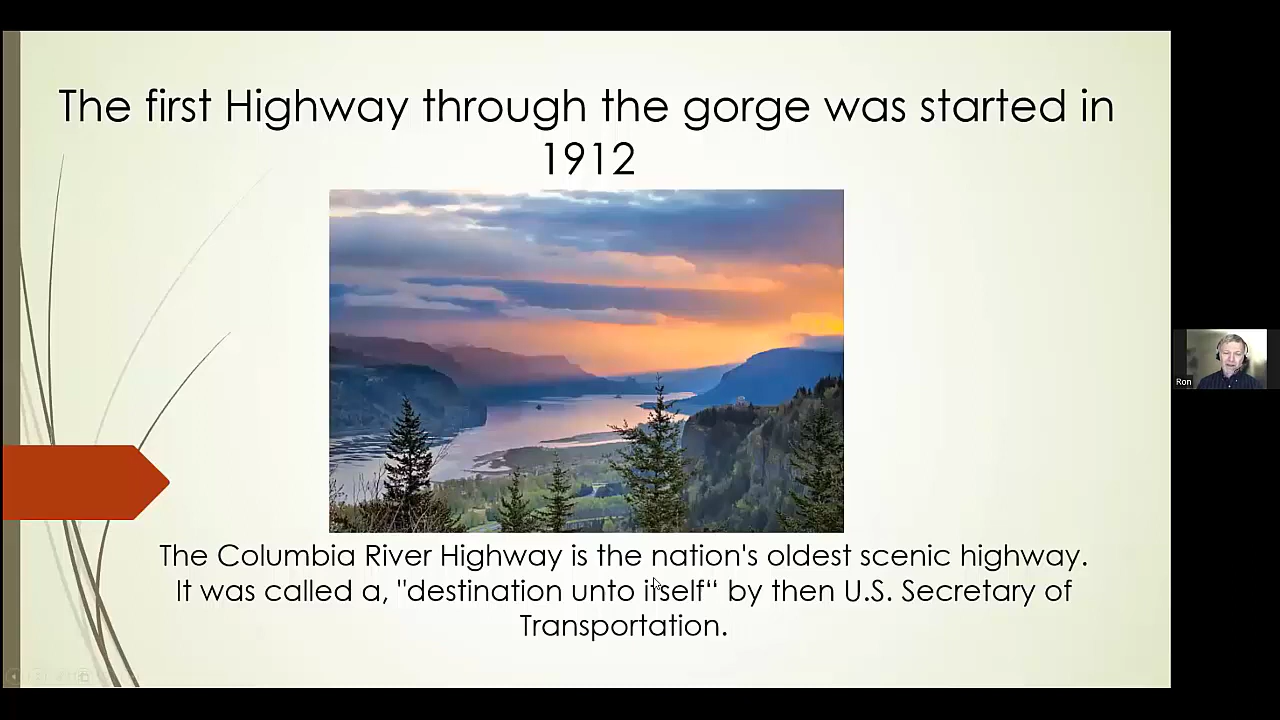 The first Highway through the gorge was started in
1912
The Columbia River Highway is the nation's oldest scenic highway.
It was called a, "destination unto itself“ by then U.S. Secretary of
Transportation.
Ron